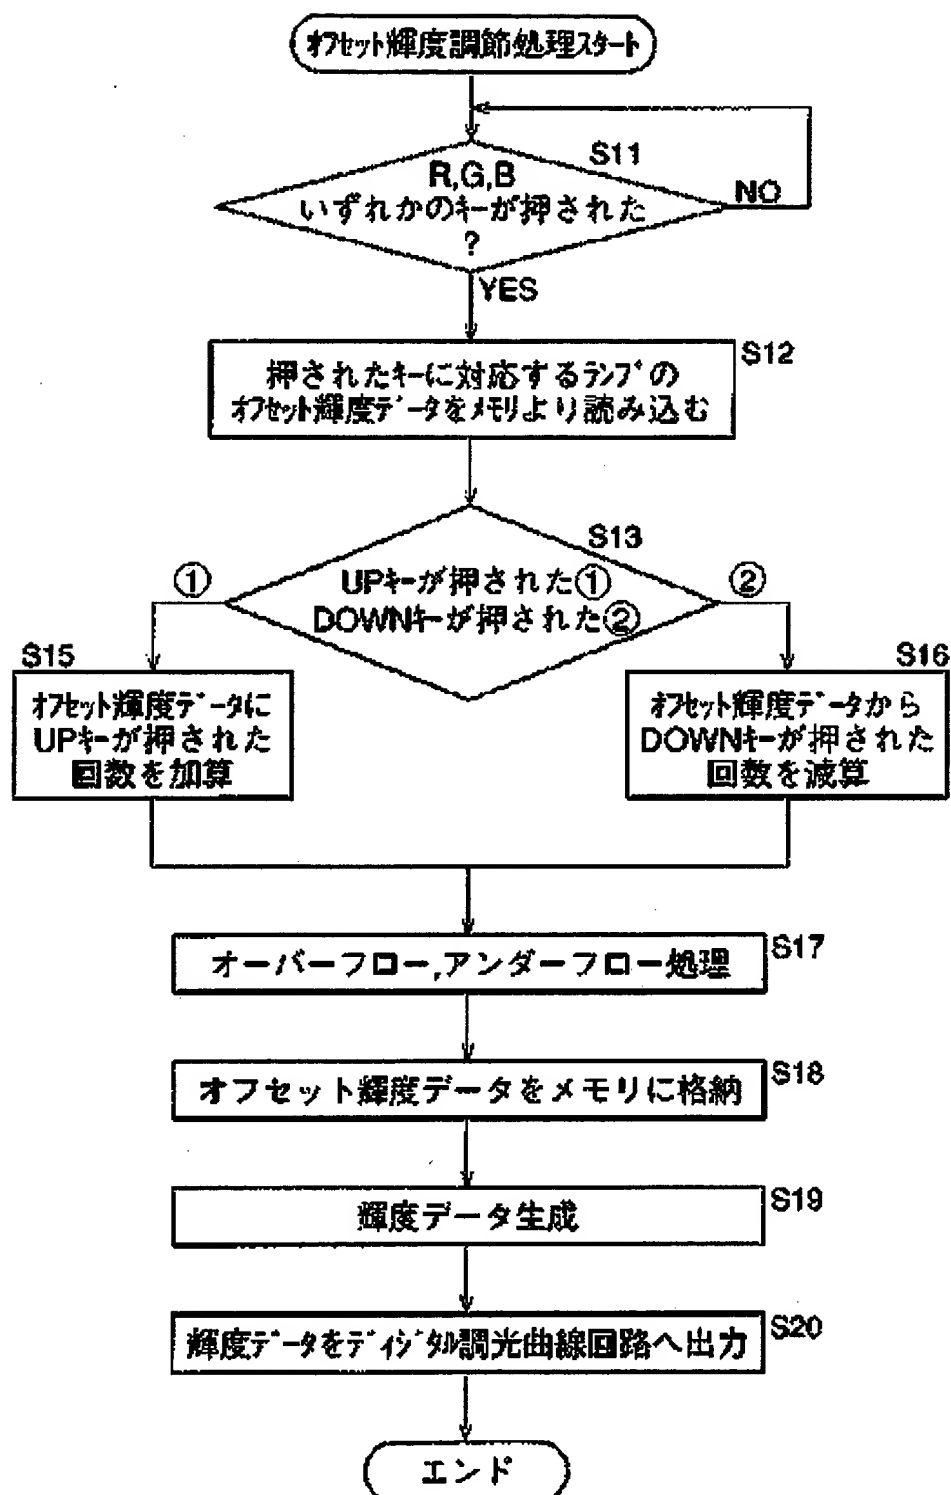 オフセット輝度調節処理スタート
S11
R,G,B
いずれかのキーが押された
?
NO
YES
S12
押されたキーに対応するランプの
オフセット輝度データをメモリより読み込む
S13
① UPキーが押された① ②
DOWNキーが押された②
S15
オフセット輝度データに
UPキーが押された
回数を加算
S16
オフセット輝度データから
DOWNキーが押された
回数を減算
S17
オーバーフロー,アンダーフロー処理
S18
オフセット輝度データをメモリに格納
S19
輝度データ生成
S20
輝度データをディジタル調光曲線回路へ出力
エンド